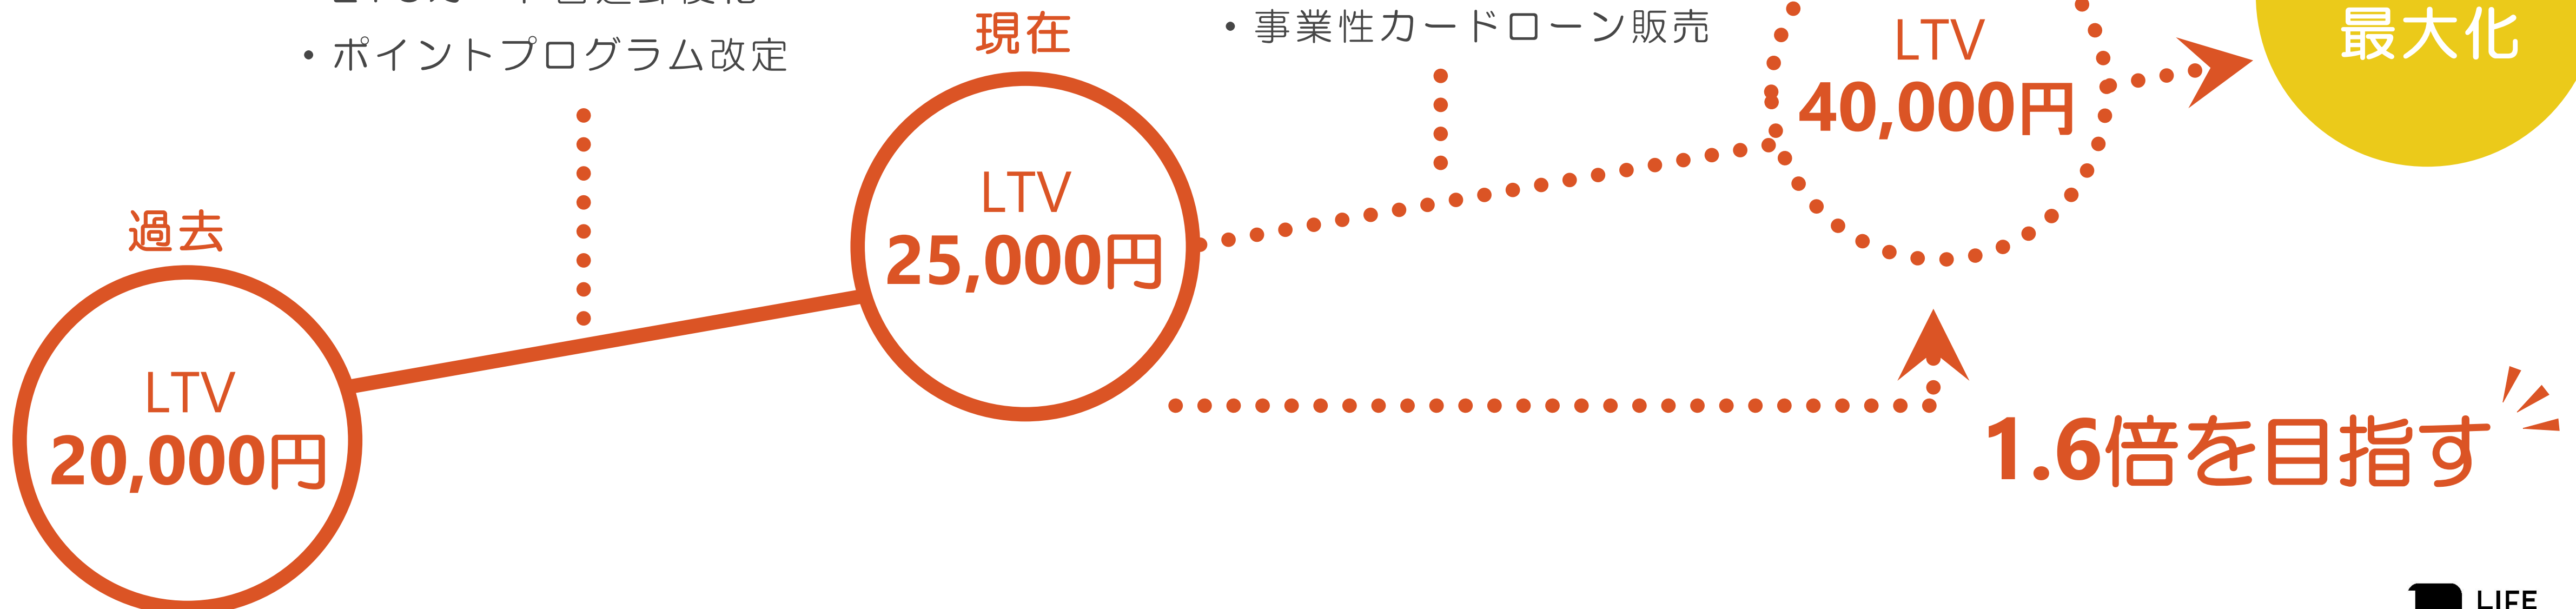 ・ポイントプログラム改定
現在
・事業性カードローン販売
LTV
40,000円
最大化
LTV
25,000円
過去
LTV
20,000円
1.6倍を目指す
LIFE